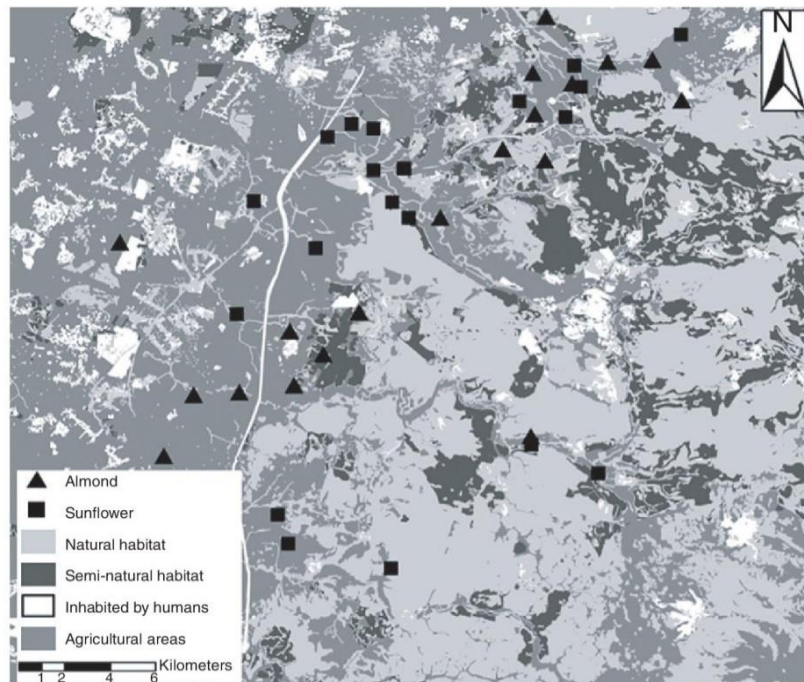 N
Almond
Sunflower
Natural habitat
Semi-natural habitat
Inhabited by humans
Agricultural areas
Kilometers
1 2 4 6